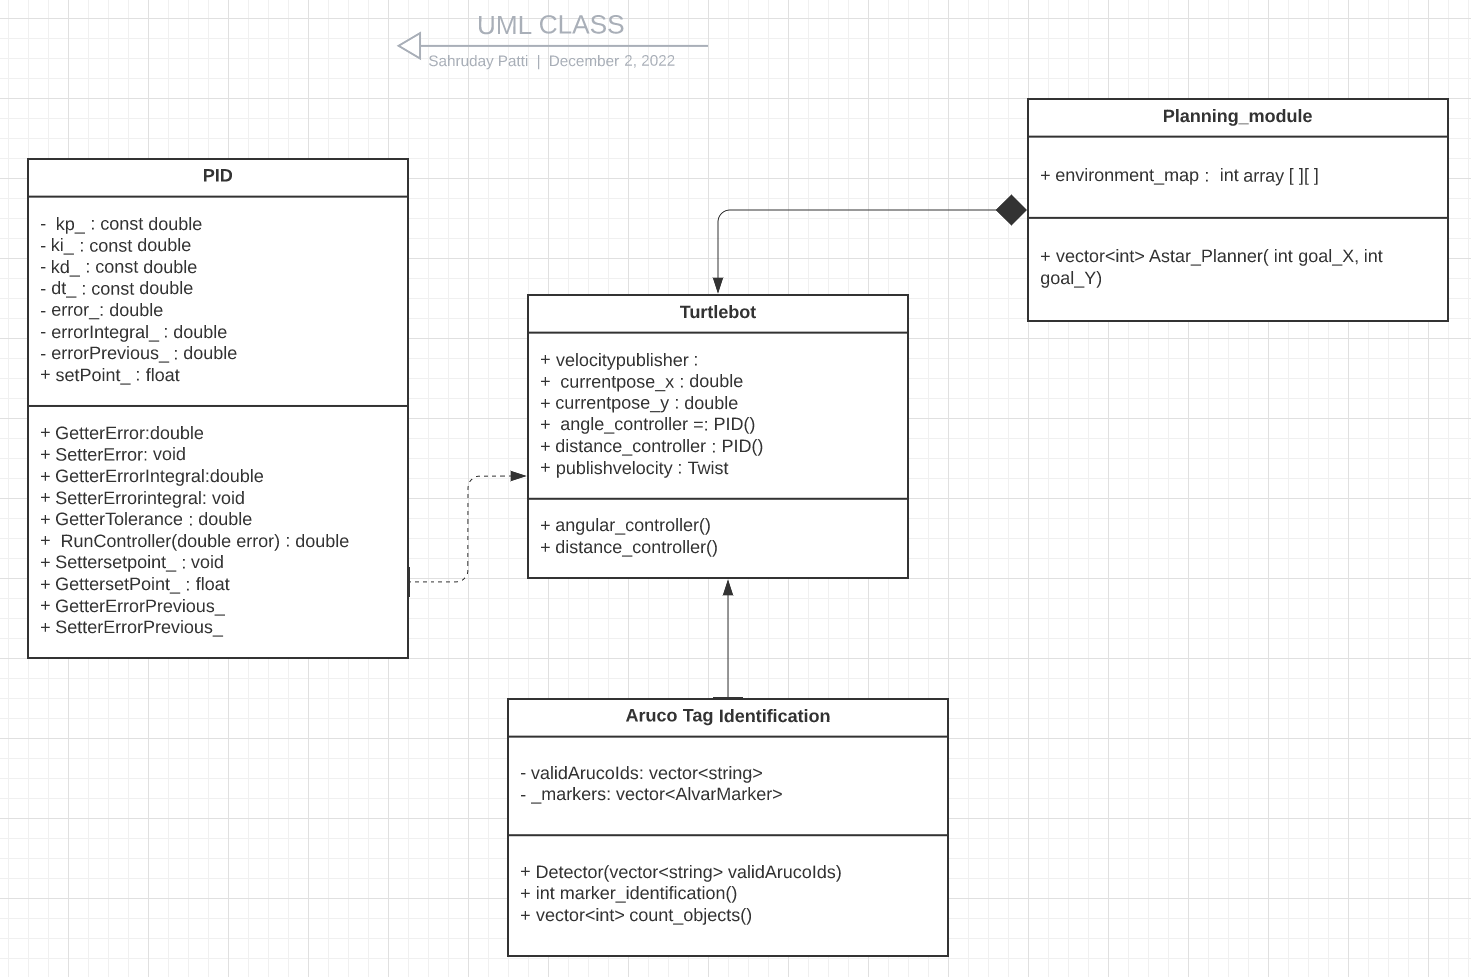 UML CLASS
Sahruday Patti | December 2, 2022
Planning_module
+ environment_map : int array [ ][ ]
+ vector<int> Astar_Planner( int goal_X, int
goal_Y)
PID
- kp_ : const double
- ki_ : const double
- kd_ : const double
- dt_ : const double
- error_: double
- errorIntegral_ : double
- errorPrevious_ : double
+ setPoint_ : float
+ GetterError:double
+ SetterError: void
+ GetterErrorIntegral:double
+ SetterErrorintegral: void
+ GetterTolerance : double
+ RunController(double error) : double
+ Settersetpoint_ : void
+ GettersetPoint_ : float
+ GetterErrorPrevious_
+ SetterErrorPrevious_
Turtlebot
+ velocitypublisher :
+ currentpose_x : double
+ currentpose_y : double
+ angle_controller =: PID()
+ distance_controller : PID()
+ publishvelocity : Twist
+ angular_controller()
+ distance_controller()
Aruco Tag Identification
- validArucoIds: vector<string>
- _markers: vector<AlvarMarker>
+ Detector(vector<string> validArucoIds)
+ int marker_identification()
+ vector<int> count_objects()